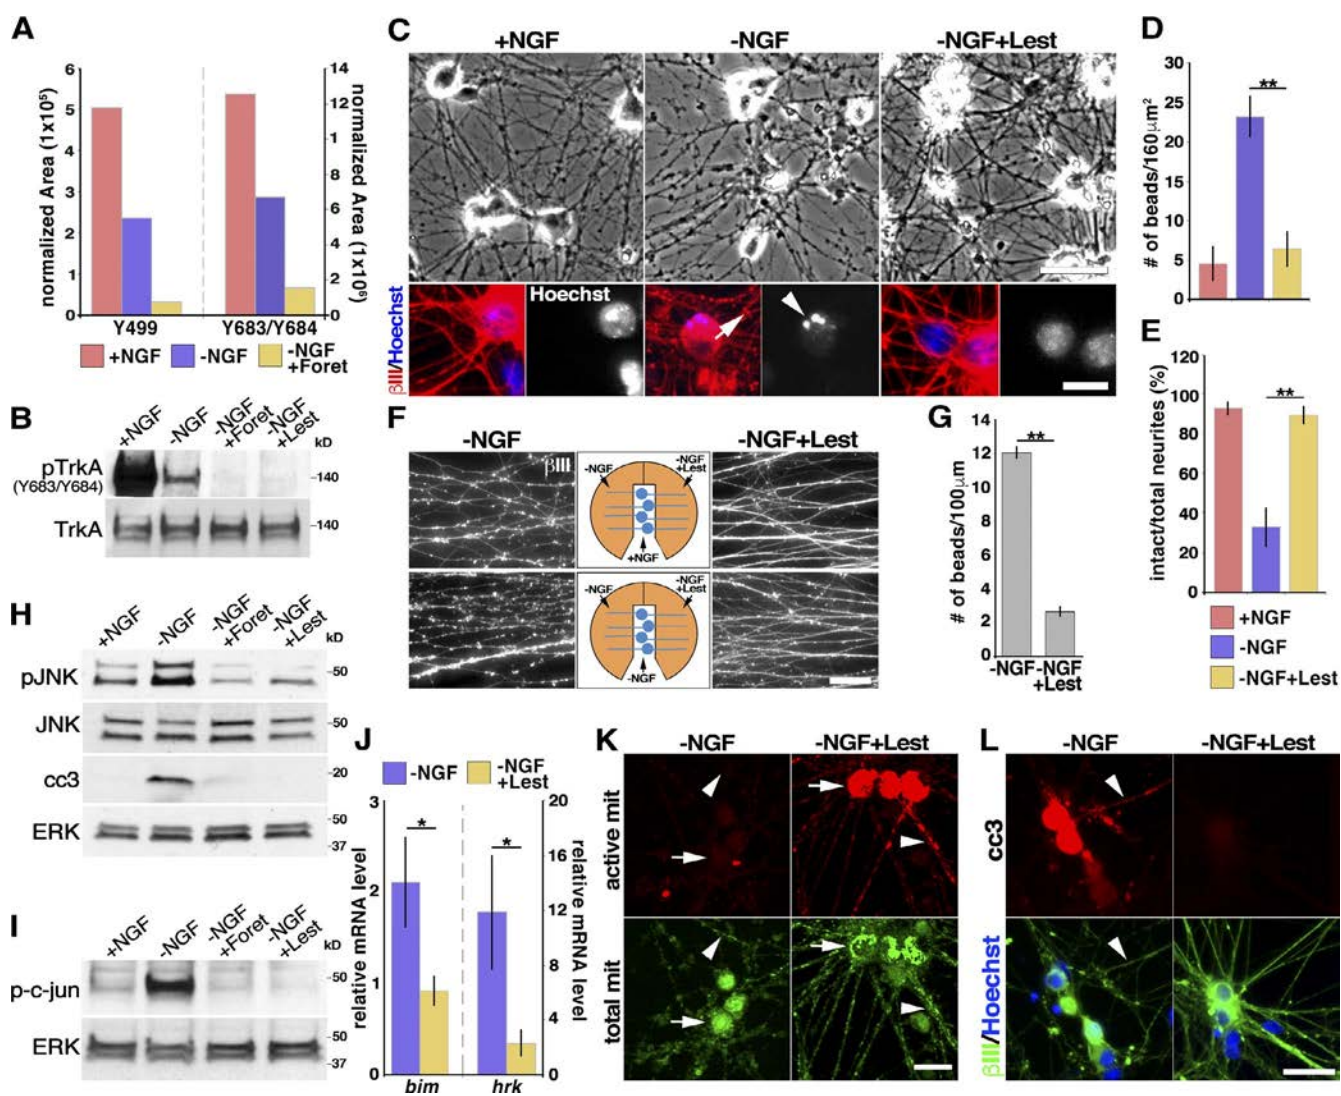 A
normalized Area (1x10⁵)
6
5
4
3
2
1
0
14
12
10
8
6
4
2
0
normalized Area (1x10⁶)
Y499
Y683/Y684
+NGF
-NGF
-NGF
+Foret
B
+NGF
-NGF
-NGF
+Foret
-NGF
+Lest
kD
pTrkA
(Y683/Y684)
-140
TrkA
-140
C
+NGF
-NGF
-NGF+Lest
Hoechst
βIII/Hoechst
D
# of beads/160µm²
30
25
20
15
10
5
0
**
E
intact/total neurites (%)
120
100
80
60
40
20
0
**
+NGF
-NGF
-NGF+Lest
F
-NGF
-NGF+Lest
βIII
-NGF
-NGF
+Lest
+NGF
-NGF
-NGF
+Lest
-NGF
G
# of beads/100µm
14
12
10
8
6
4
2
0
**
-NGF
-NGF
+Lest
H
+NGF
-NGF
-NGF
+Foret
-NGF
+Lest
kD
pJNK
-50
JNK
-50
cc3
-20
ERK
50
37
I
+NGF
-NGF
-NGF
+Foret
-NGF
+Lest
kD
p-c-jun
-50
ERK
50
37
J
-NGF
-NGF
+Lest
relative mRNA level
3
2
1
0
20
16
12
8
4
0
relative mRNA level
*
*
bim
hrk
K
-NGF
-NGF+Lest
active mit
total mit
L
-NGF
-NGF+Lest
cc3
βIII/Hoechst